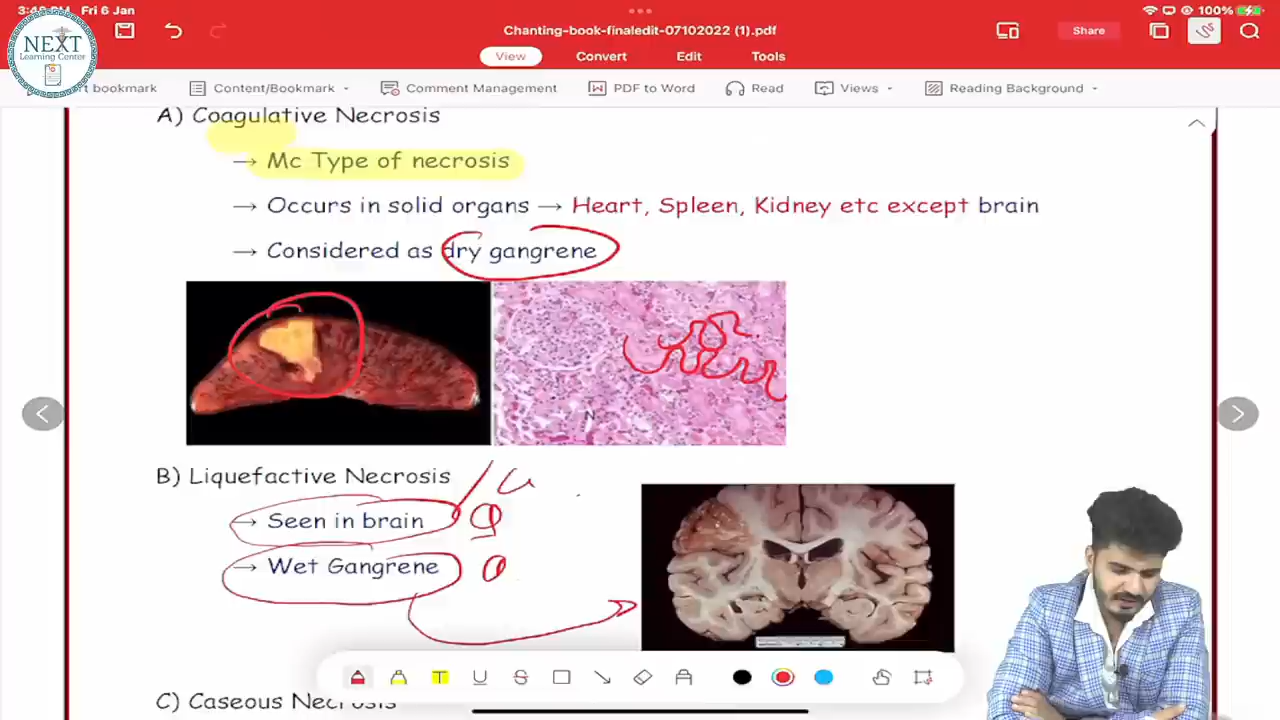 3:48 PM Fri 6 Jan
100%
NEXT
Learning Center
Chanting-book-finaledit-07102022 (1).pdf
Share
View Convert Edit Tools
bookmark Content/Bookmark Comment Management PDF to Word Read Views Reading Background
A) Coagulative Necrosis
→ Mc Type of necrosis
→ Occurs in solid organs → Heart, Spleen, Kidney etc except brain
→ Considered as dry gangrene
N
B) Liquefactive Necrosis
→ Seen in brain
→ Wet Gangrene
C) Caseous Necrosis